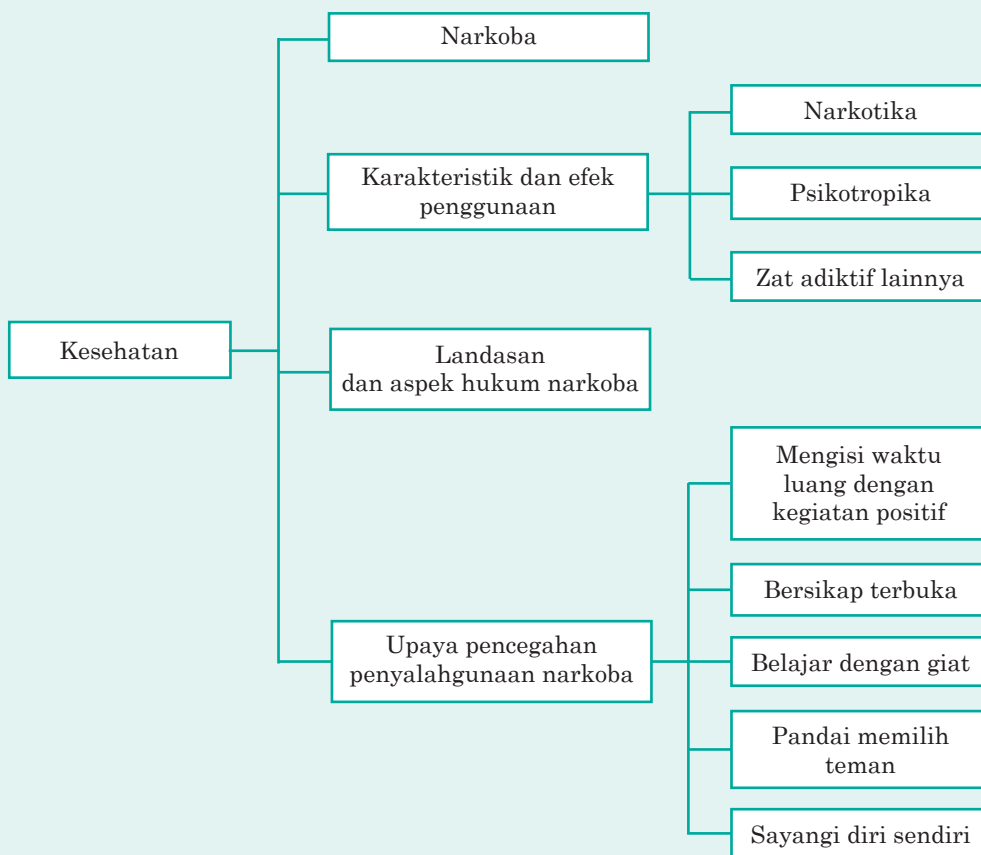 Kesehatan
Narkoba
Karakteristik dan efek
penggunaan
Narkotika
Psikotropika
Zat adiktif lainnya
Landasan
dan aspek hukum narkoba
Upaya pencegahan
penyalahgunaan narkoba
Mengisi waktu
luang dengan
kegiatan positif
Bersikap terbuka
Belajar dengan giat
Pandai memilih
teman
Sayangi diri sendiri